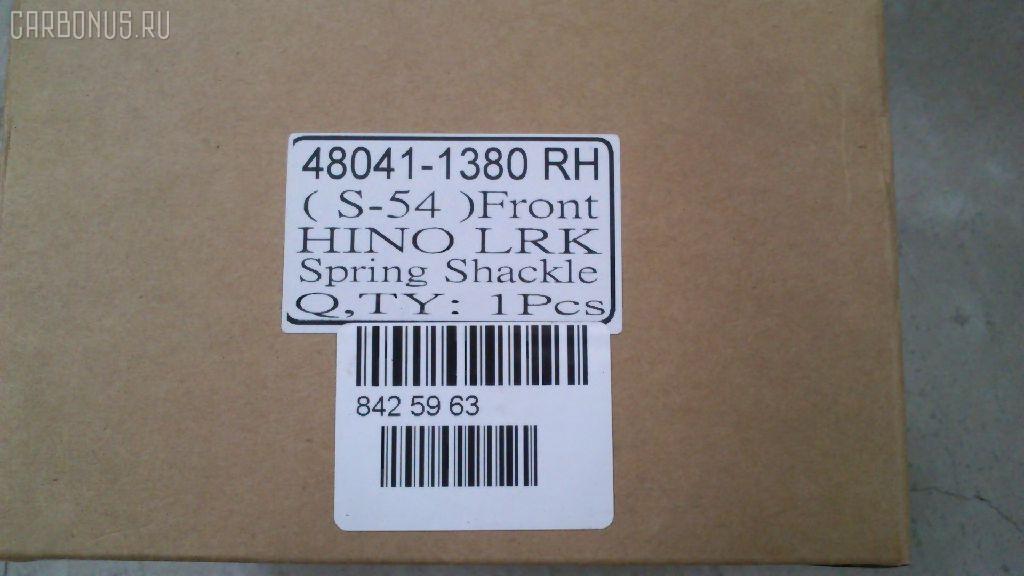 CARBONUS.RU
48041-1380 RH
( S-54 )Front
HINO LRK
Spring Shackle
Q,TY: 1Pcs
842 59 63